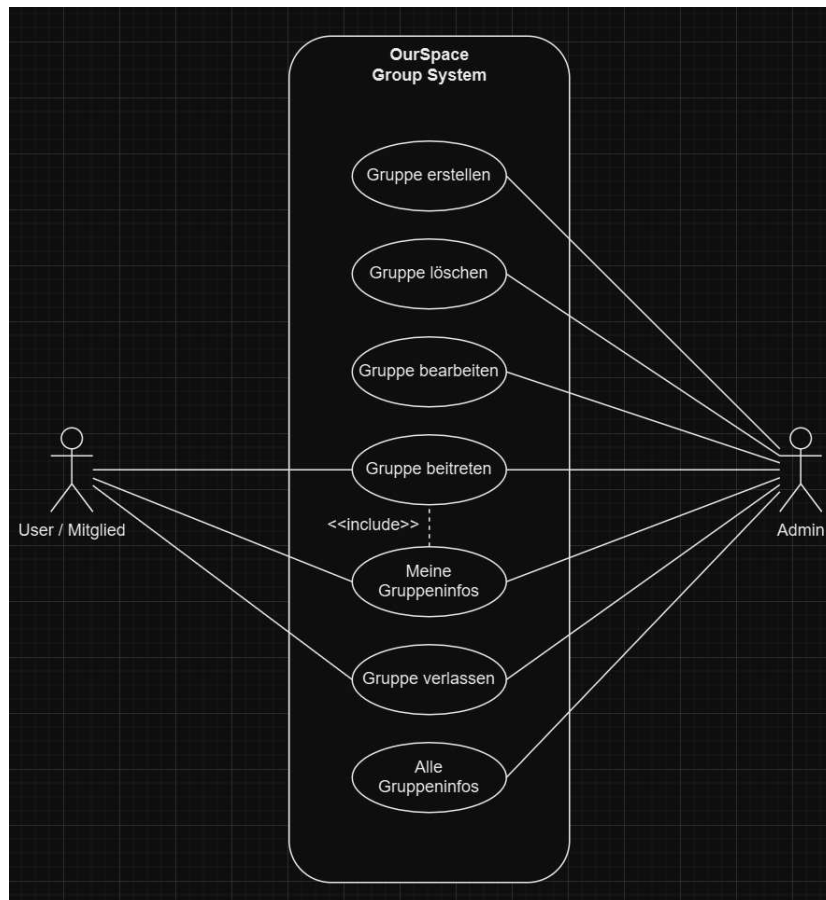 OurSpace
Group System
Gruppe erstellen
Gruppe löschen
Gruppe bearbeiten
Gruppe beitreten
User / Mitglied
Admin
<<include>>
Meine
Gruppeninfos
Gruppe verlassen
Alle
Gruppeninfos